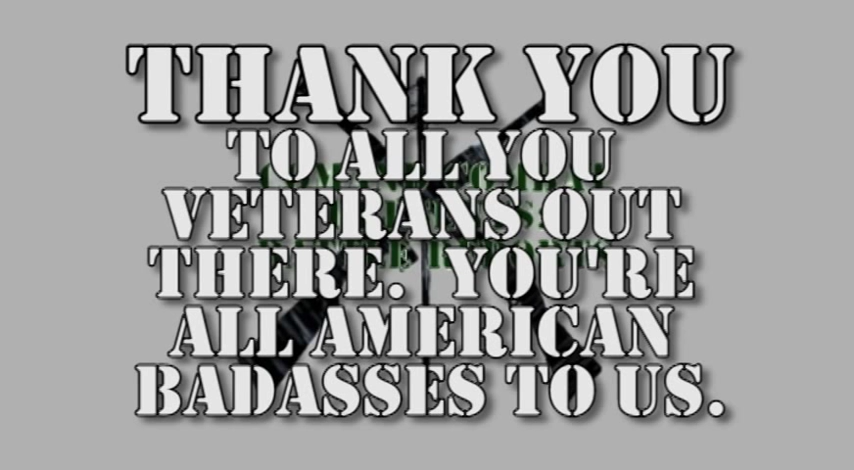 THANK YOU
TO ALL YOU
VETERANS OUT
THERE. YOU'RE
ALL AMERICAN
BADASSES TO US.